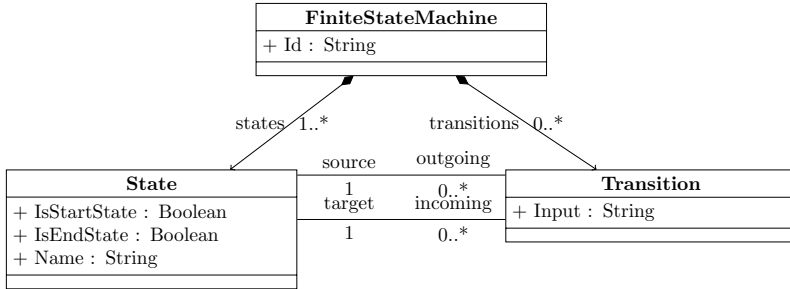 FiniteStateMachine
+ Id : String
states 1..*
transitions 0..*
source outgoing
1 0..*
target incoming
1 0..*
State
+ IsStartState : Boolean
+ IsEndState : Boolean
+ Name : String
Transition
+ Input : String